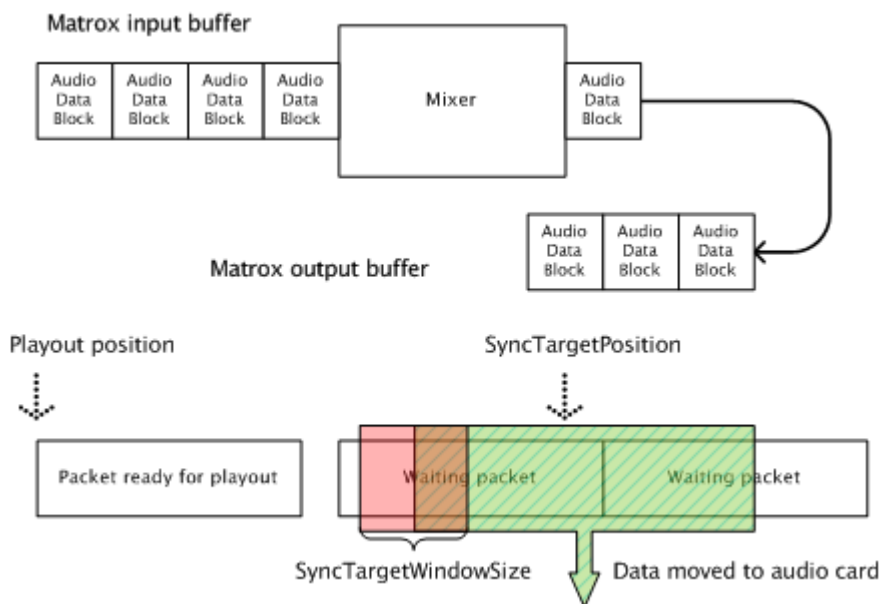 Matrox input buffer
Audio
Data
Block
Audio
Data
Block
Audio
Data
Block
Audio
Data
Block
Mixer
Audio
Data
Block
Audio
Data
Block
Audio
Data
Block
Audio
Data
Block
Matrox output buffer
Playout position
SyncTargetPosition
Packet ready for playout
Waiting packet
Waiting packet
SyncTargetWindowSize
Data moved to audio card